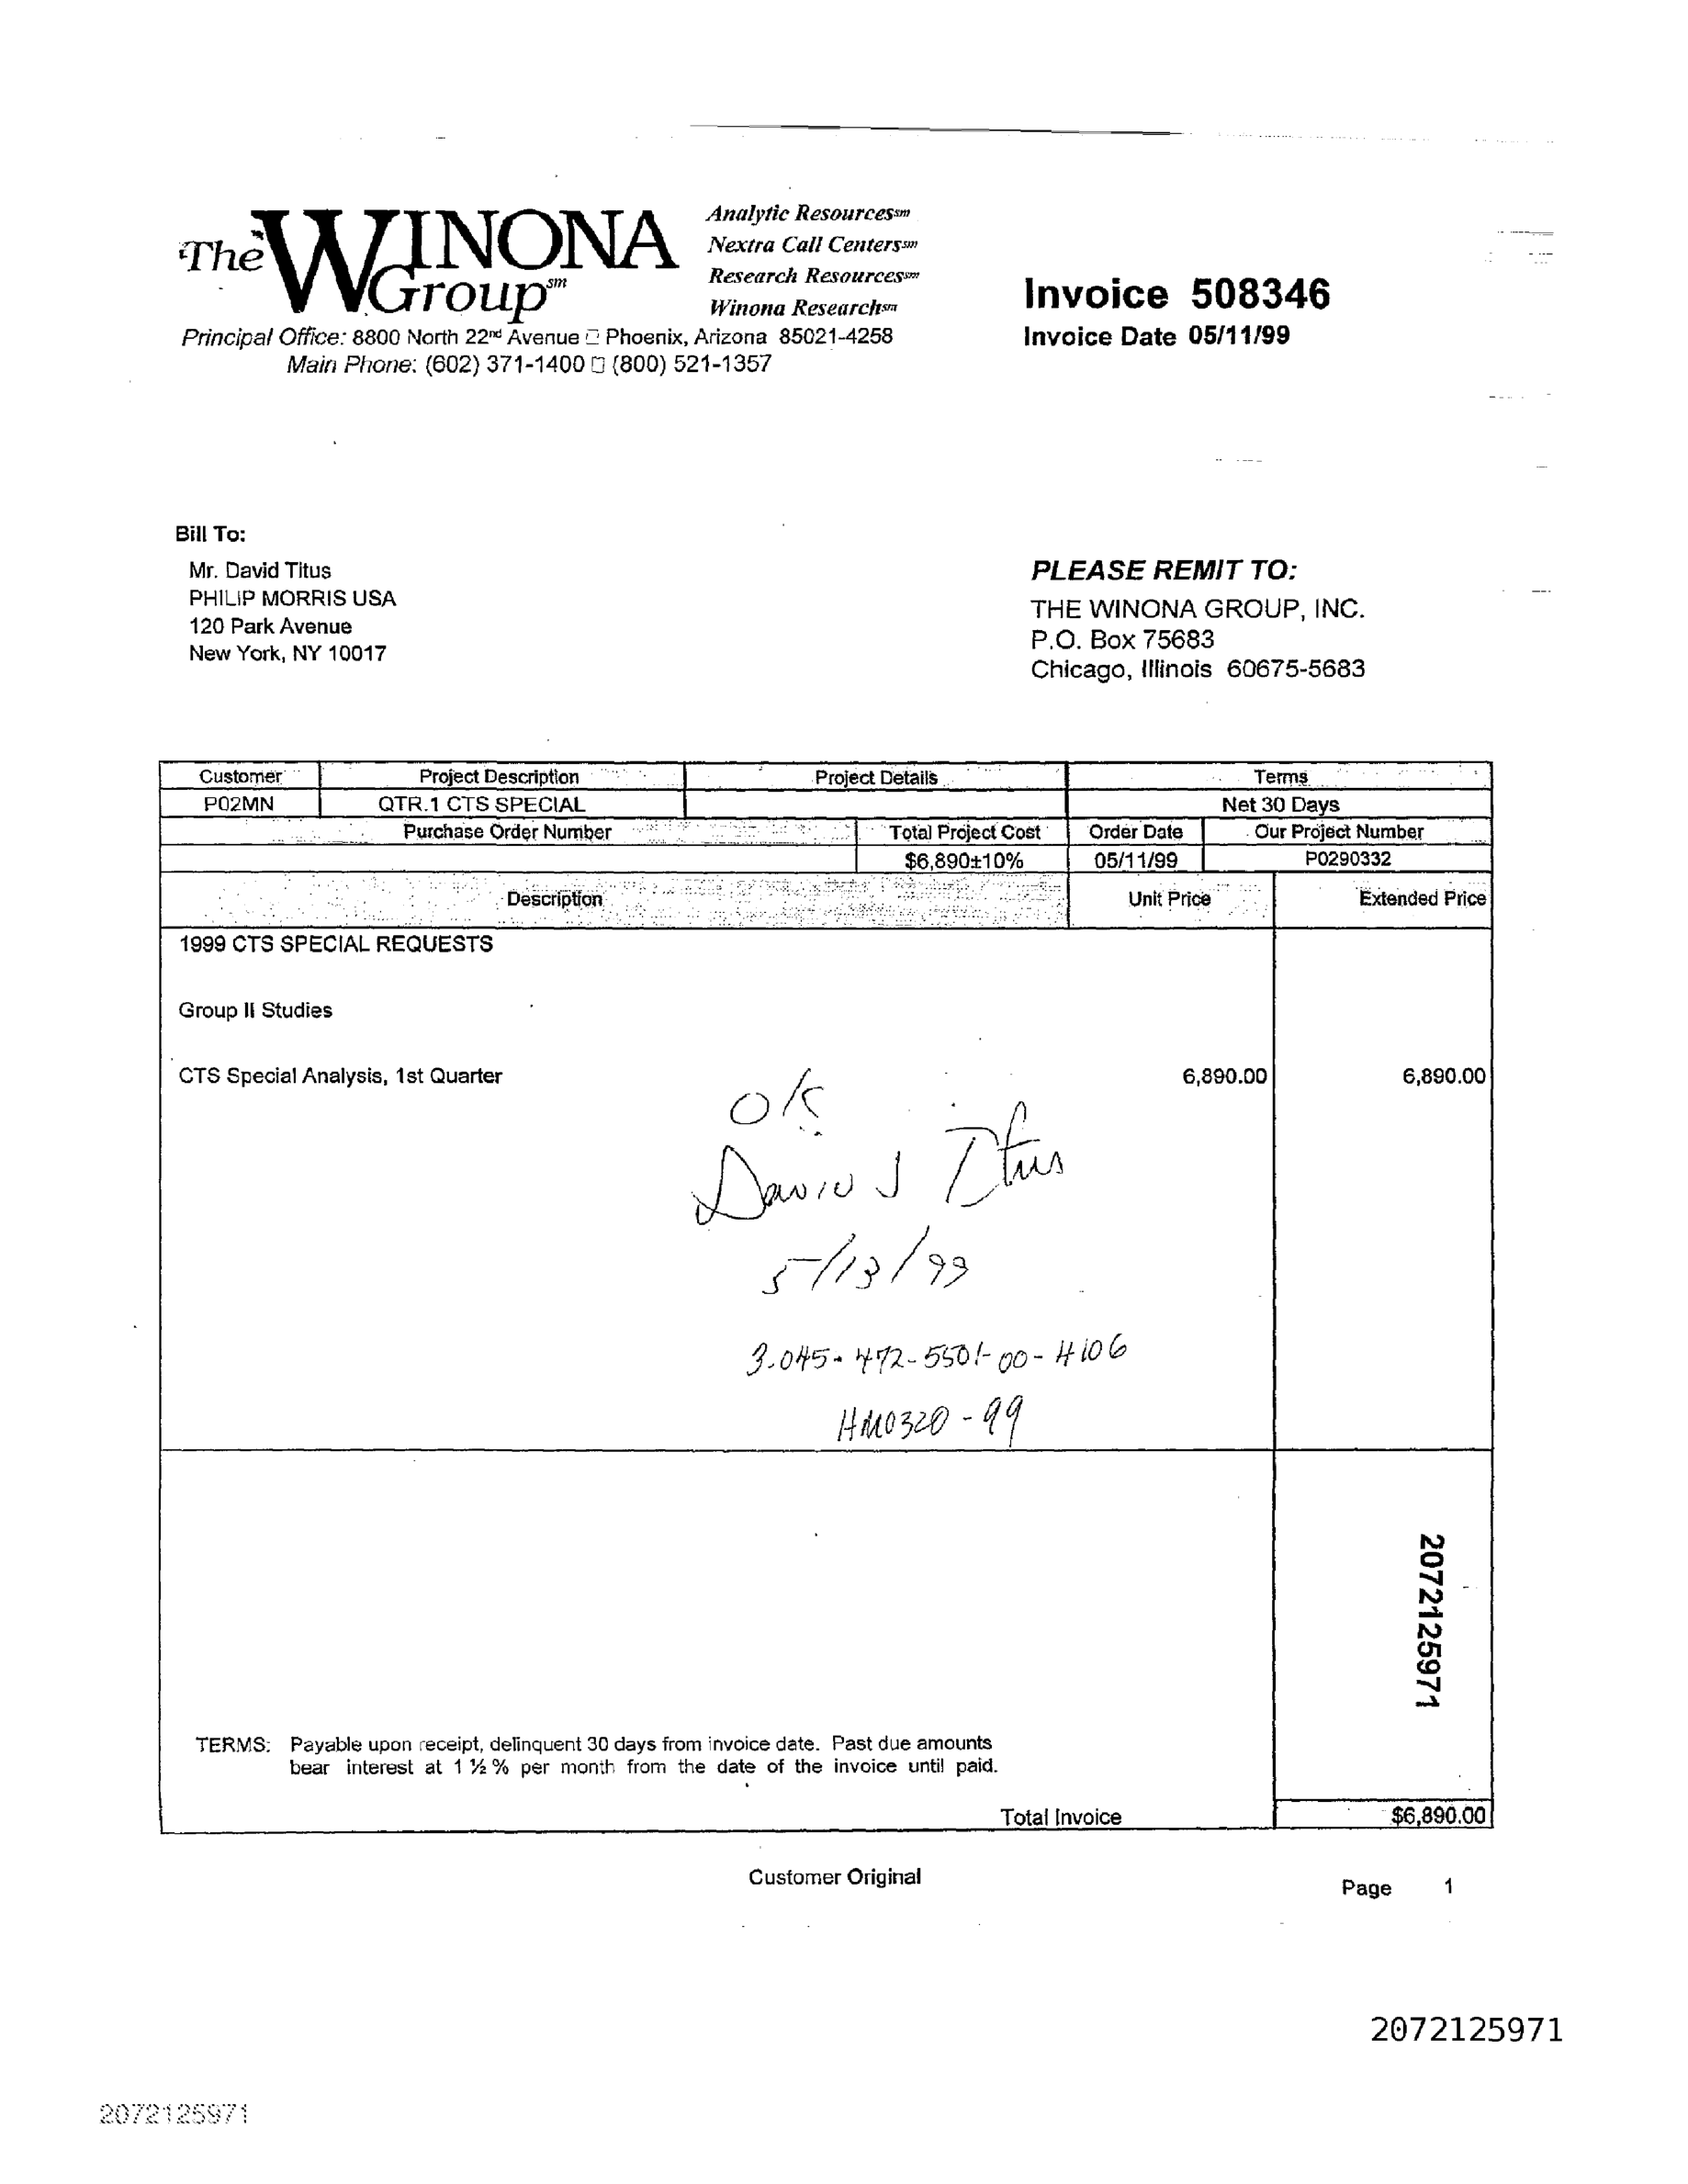 The WINONA Group sm
Analytic Resources sm
Nextra Call Centers sm
Research Resources sm
Winona Research sm
Principal Office: 8800 North 22nd Avenue □ Phoenix, Arizona 85021-4258
Main Phone: (602) 371-1400 □ (800) 521-1357
Invoice 508346
Invoice Date 05/11/99
Bill To:
Mr. David Titus
PHILIP MORRIS USA
120 Park Avenue
New York, NY 10017
PLEASE REMIT TO:
THE WINONA GROUP, INC.
P.O. Box 75683
Chicago, Illinois 60675-5683
Customer Project Description Project Details Terms
P02MN QTR.1 CTS SPECIAL Net 30 Days
Purchase Order Number Total Project Cost Order Date Our Project Number
$6,890±10% 05/11/99 P0290332
Description Unit Price Extended Price
1999 CTS SPECIAL REQUESTS
Group II Studies
CTS Special Analysis, 1st Quarter 6,890.00 6,890.00
OK
David J Titus
5/13/99
3.045-472-5501-00-4106
HM0320-99
2072125971
TERMS: Payable upon receipt, delinquent 30 days from invoice date. Past due amounts
bear interest at 1 ½ % per month from the date of the invoice until paid.
Total Invoice $6,890.00
Customer Original
Page 1
2072125971
2072125971